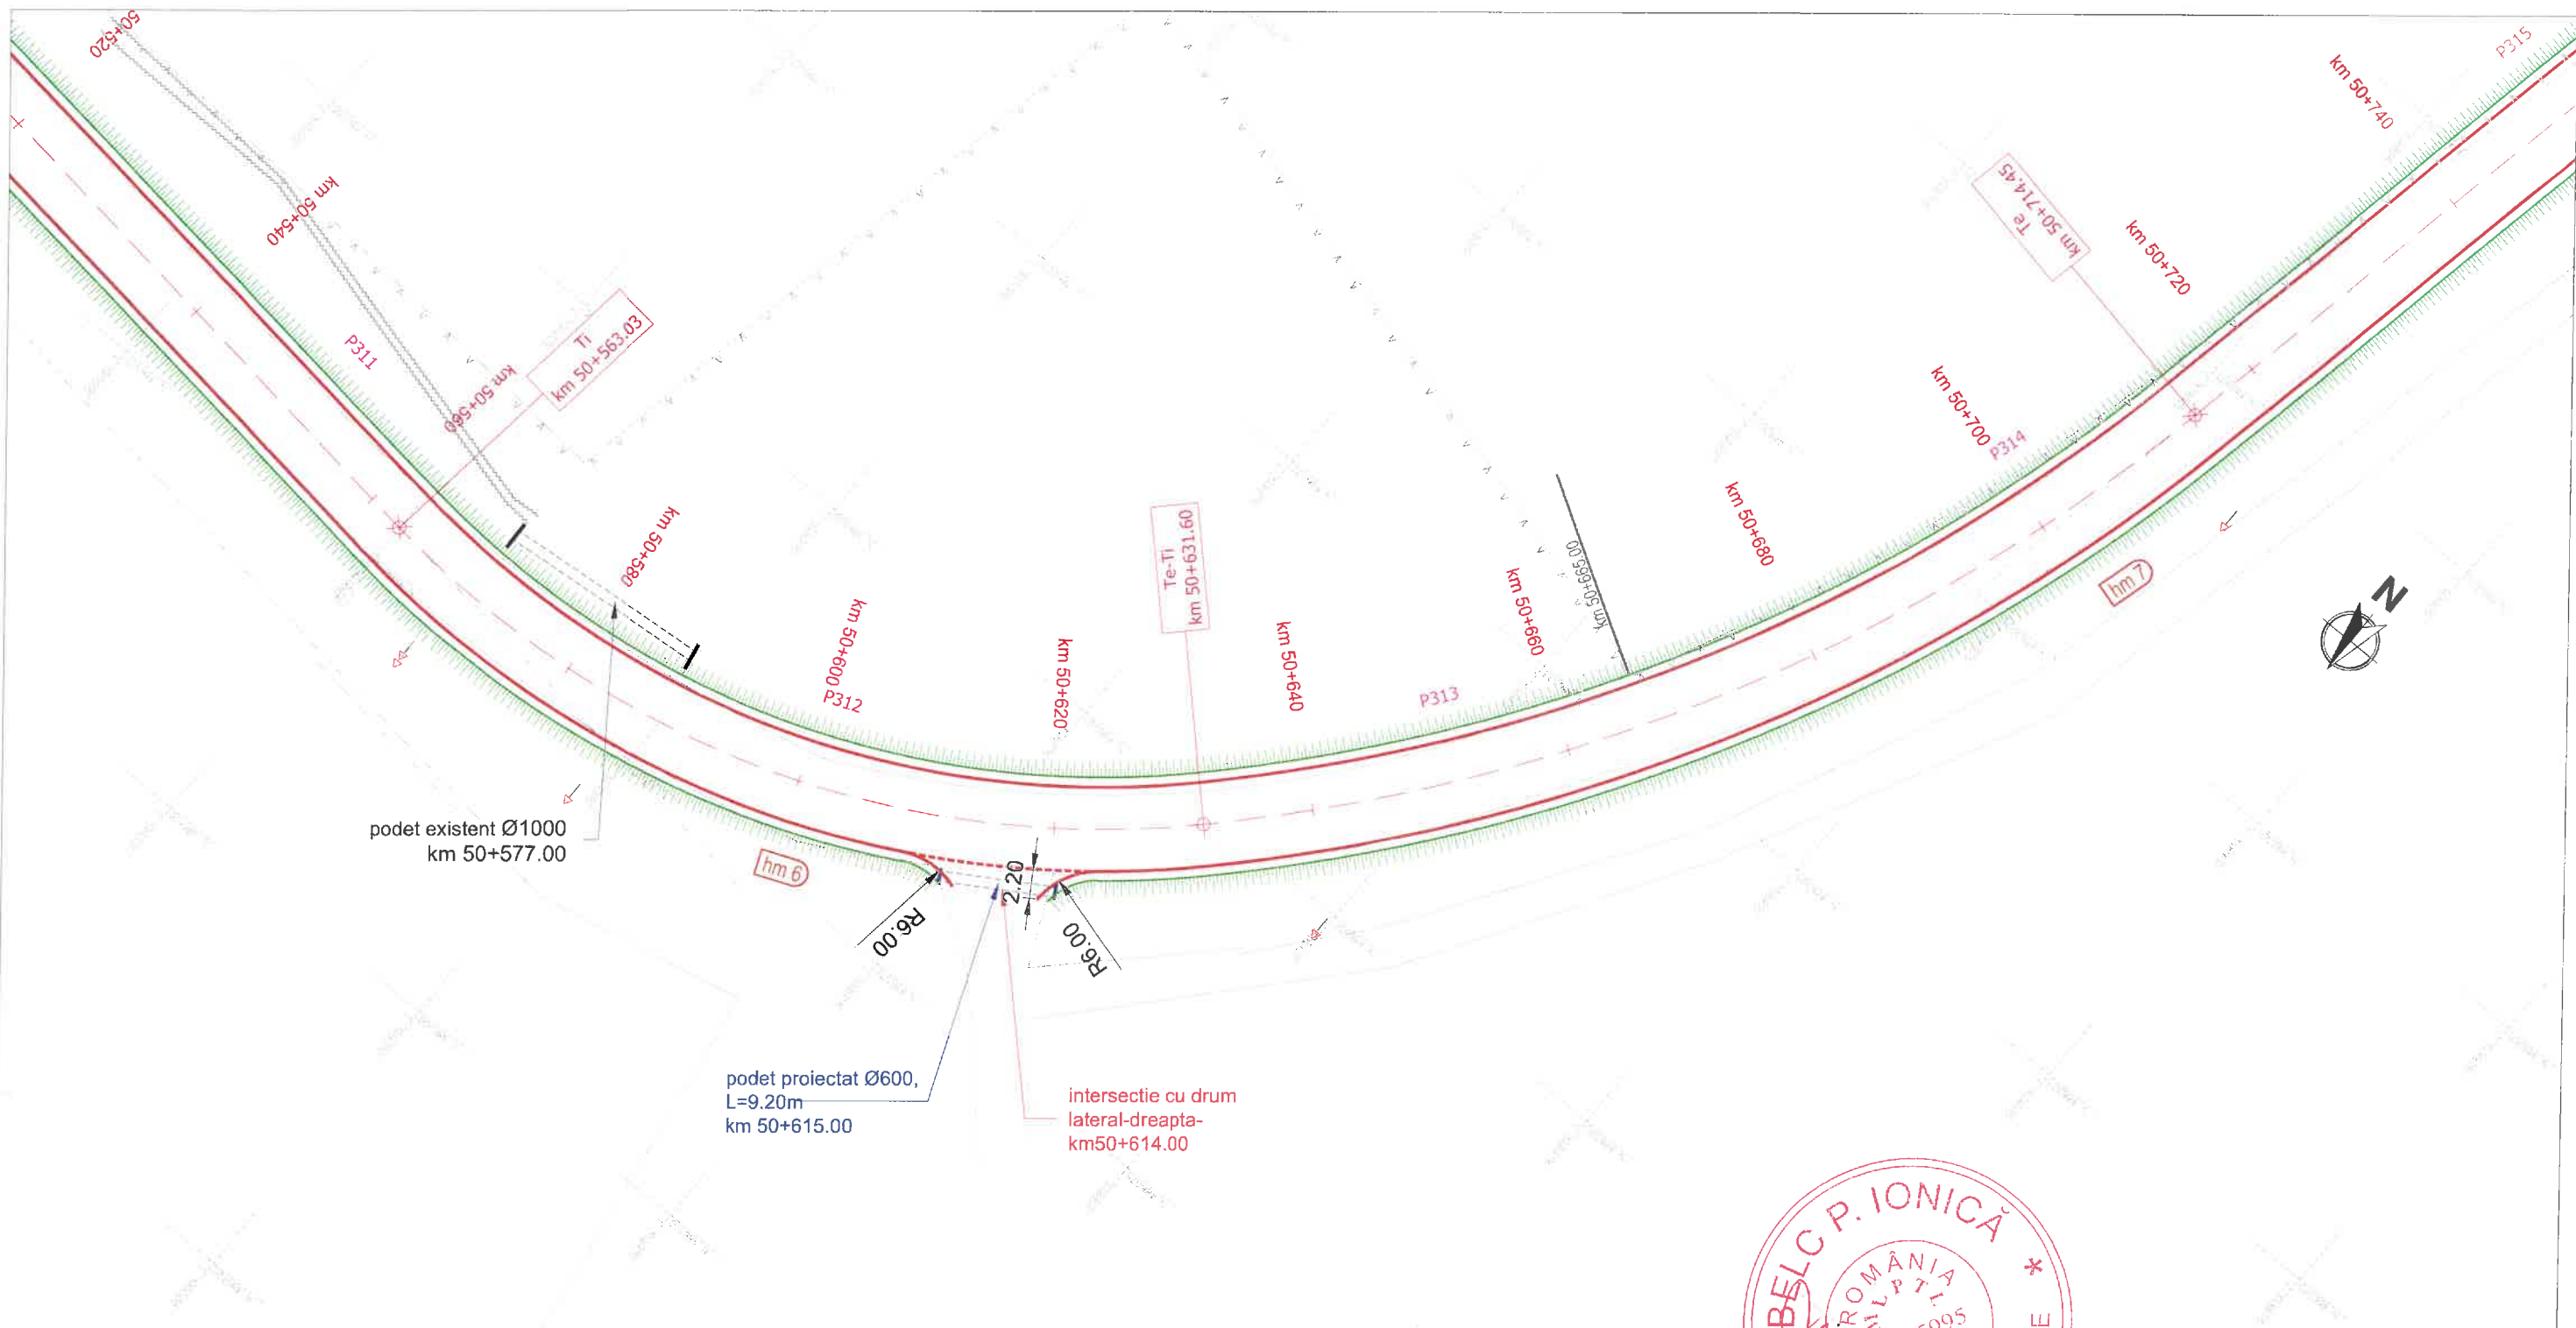 50+520
km 50+540
P311
km 50+560
Ti
km 50+563.03
km 50+580
km 50+600
P312
km 50+620
Te-Ti
km 50+631.60
km 50+640
P313
km 50+660
km 50+665.00
km 50+680
km 50+700
P314
Te
km 50+714.45
km 50+720
km 50+740
P315
hm 7
N
podet existent Ø1000
km 50+577.00
hm 6
R6.00
2.20
R6.00
podet proiectat Ø600,
L=9.20m
km 50+615.00
intersectie cu drum
lateral-dreapta-
km50+614.00
BELC P. IONICĂ *
ROMÂNIA